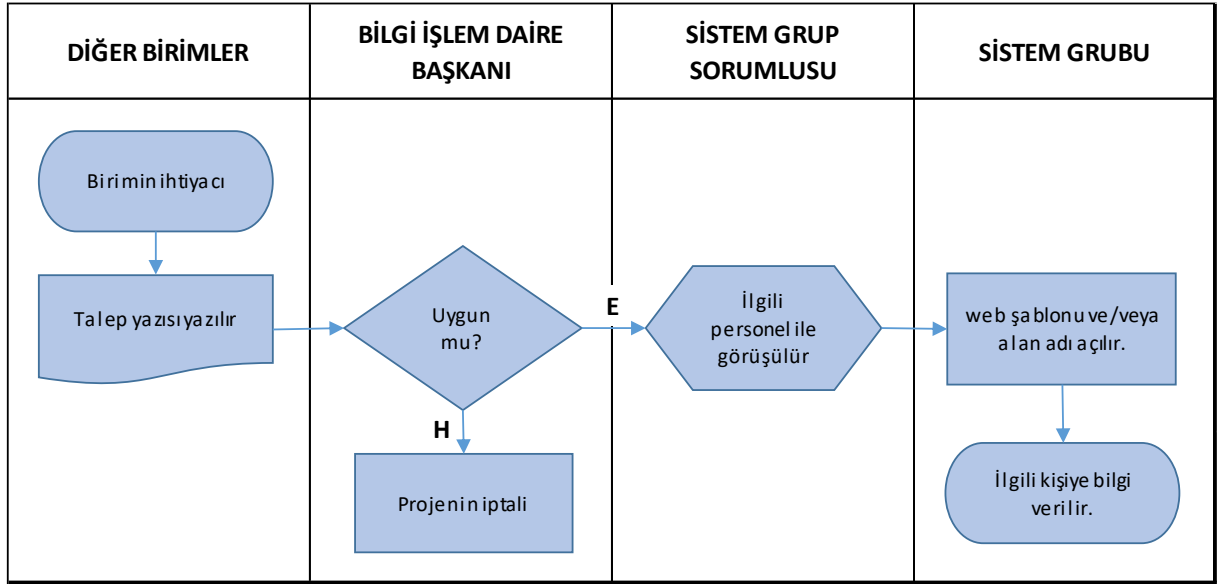 DİĞER BİRİMLER
BİLGİ İŞLEM DAİRE
BAŞKANI
SİSTEM GRUP
SORUMLUSU
SİSTEM GRUBU
Birimin ihtiyacı
Talep yazısı yazılır
Uygun
mu?
E
H
Projenin iptali
İlgili
personel ile
görüşülür
web şablonu ve/veya
alan adı açılır.
İlgili kişiye bilgi
verilir.